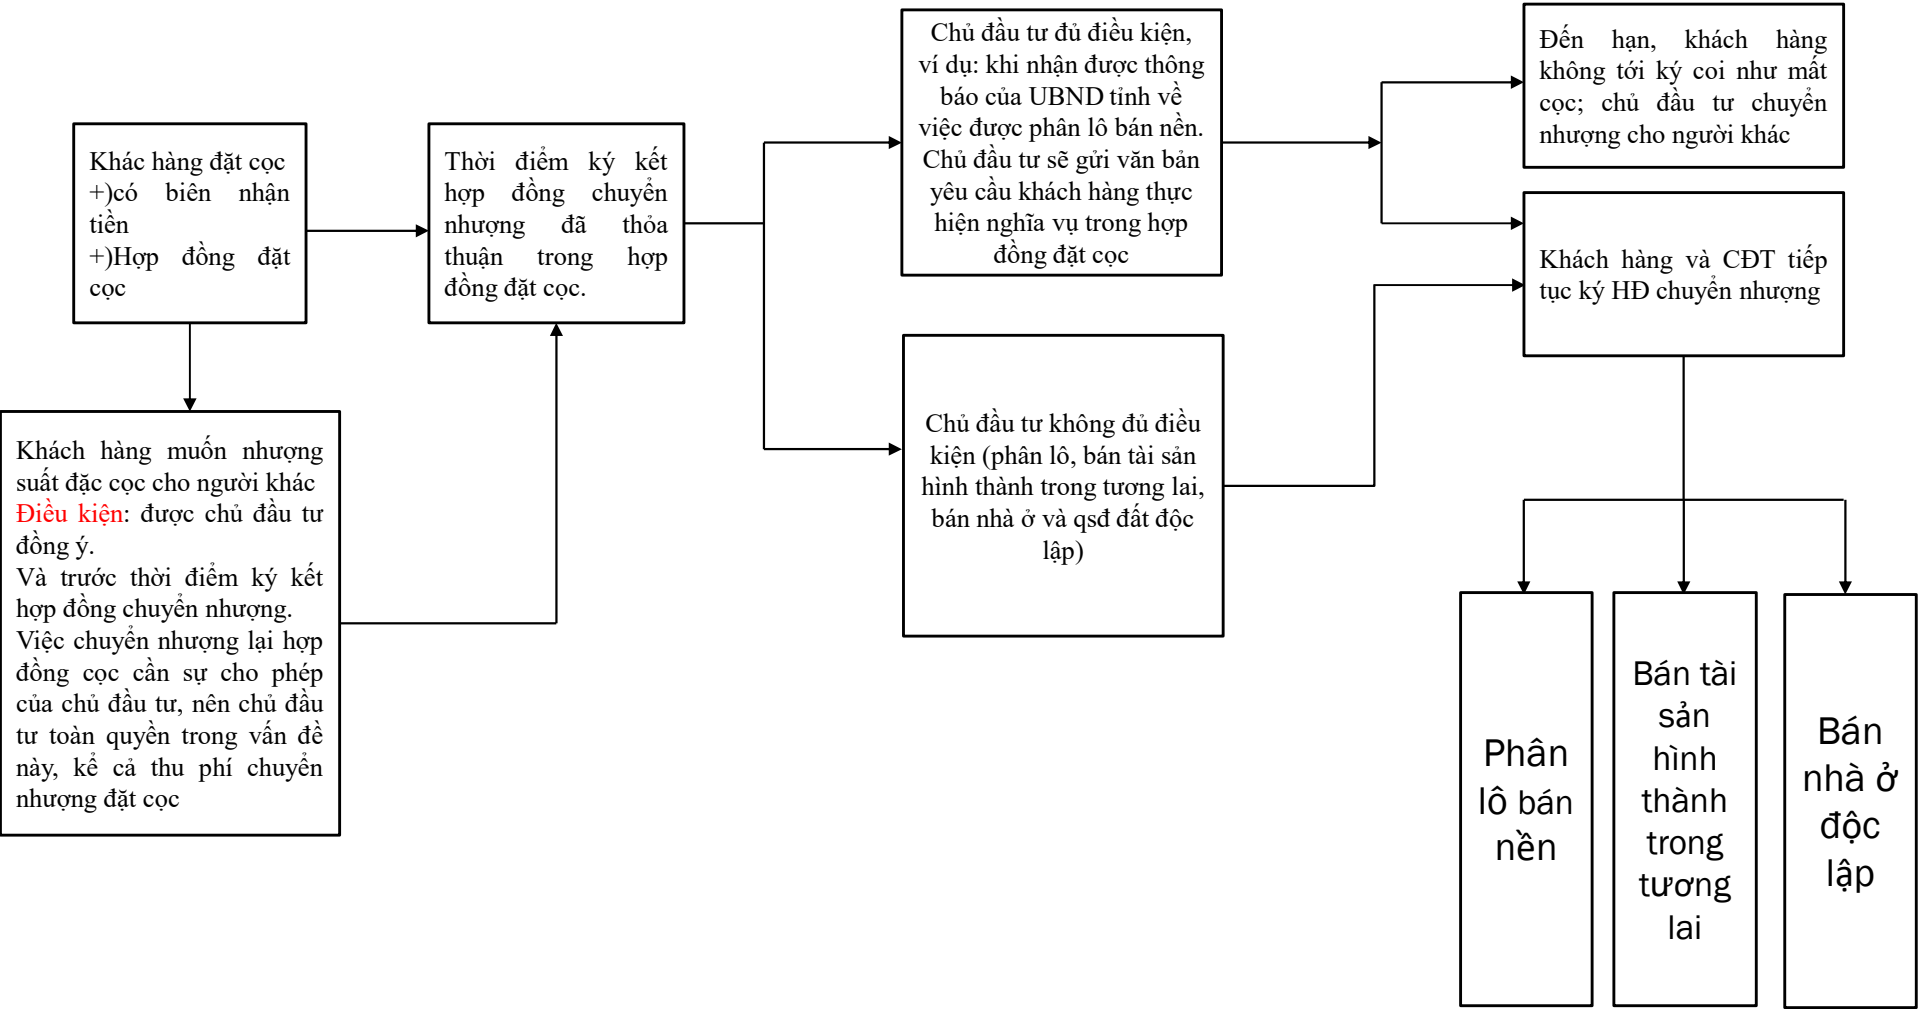 Khác hàng đặt cọc
+)có biên nhận
tiền
+)Hợp đồng đặt
cọc
Khách hàng muốn nhượng
suất đặc cọc cho người khác
Điều kiện: được chủ đầu tư
đồng ý.
Và trước thời điểm ký kết
hợp đồng chuyển nhượng.
Việc chuyển nhượng lại hợp
đồng cọc cần sự cho phép
của chủ đầu tư, nên chủ đầu
tư toàn quyền trong vấn đề
này, kể cả thu phí chuyển
nhượng đặt cọc
Thời điểm ký kết
hợp đồng chuyển
nhượng đã thỏa
thuận trong hợp
đồng đặt cọc.
Chủ đầu tư đủ điều kiện,
ví dụ: khi nhận được thông
báo của UBND tỉnh về
việc được phân lô bán nền.
Chủ đầu tư sẽ gửi văn bản
yêu cầu khách hàng thực
hiện nghĩa vụ trong hợp
đồng đặt cọc
Chủ đầu tư không đủ điều
kiện (phân lô, bán tài sản
hình thành trong tương lai,
bán nhà ở và qsđ đất độc
lập)
Đến hạn, khách hàng
không tới ký coi như mất
cọc; chủ đầu tư chuyển
nhượng cho người khác
Khách hàng và CĐT tiếp
tục ký HĐ chuyển nhượng
Phân
lô bán
nền
Bán tài
sản
hình
thành
trong
tương
lai
Bán
nhà ở
độc
lập